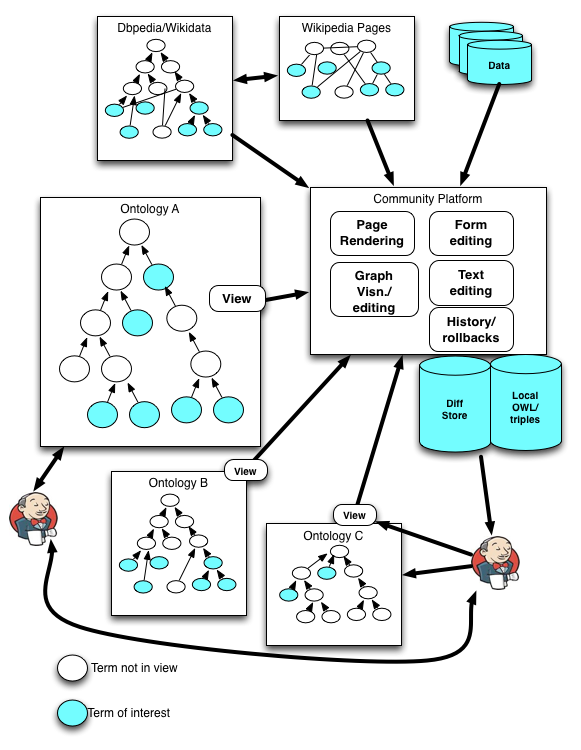 Dbpedia/Wikidata
Wikipedia Pages
Data
Community Platform
Page
Rendering
Form
editing
Graph
Visn./
editing
Text
editing
History/
rollbacks
Ontology A
View
Diff
Store
Local
OWL/
triples
Ontology B
View
Ontology C
View
Term not in view
Term of interest